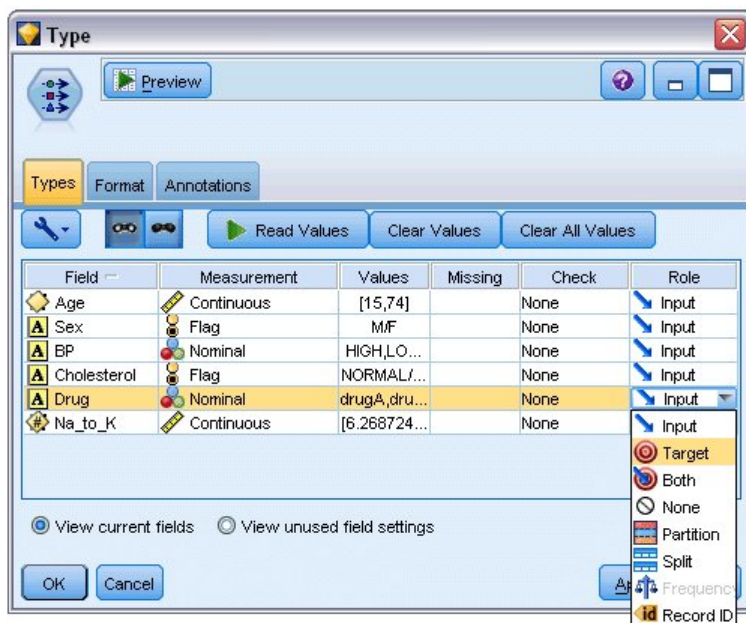 Type
Preview
Types Format Annotations
Read Values Clear Values Clear All Values
Field Measurement Values Missing Check Role
Age Continuous [15,74] None Input
A Sex Flag M/F None Input
A BP Nominal HIGH,LO... None Input
A Cholesterol Flag NORMAL/... None Input
A Drug Nominal drugA,dru... None Input
# Na_to_K Continuous [6.268724... None
Input
Target
Both
None
Partition
Split
Frequency
id Record ID
View current fields View unused field settings
OK Cancel